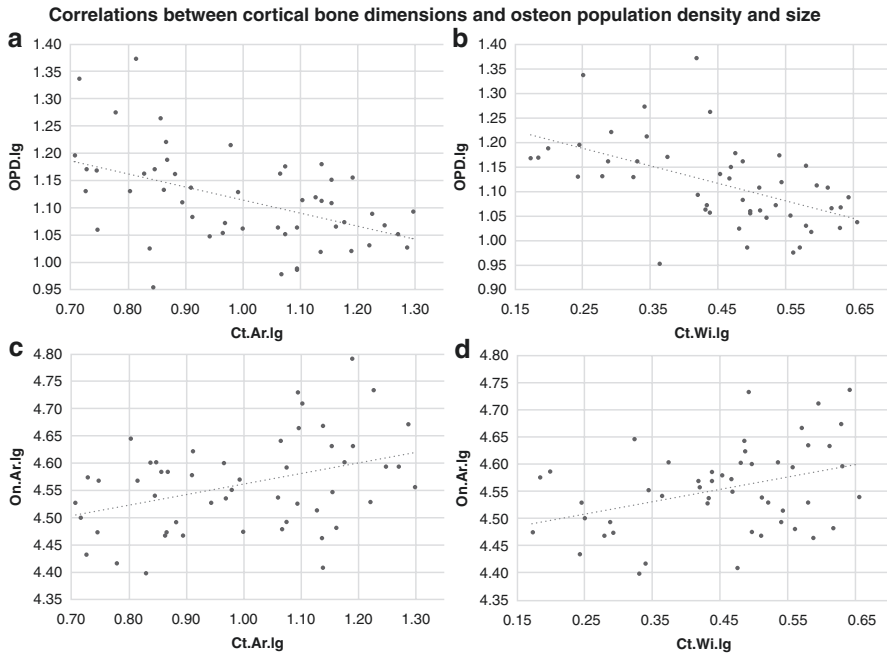 Correlations between cortical bone dimensions and osteon population density and size
a
OPD.lg
1.40
1.35
1.30
1.25
1.20
1.15
1.10
1.05
1.00
0.95
0.70 0.80 0.90 1.00 1.10 1.20 1.30
Ct.Ar.lg
b
OPD.lg
1.40
1.35
1.30
1.25
1.20
1.15
1.10
1.05
1.00
0.95
0.90
0.15 0.25 0.35 0.45 0.55 0.65
Ct.Wi.lg
c
On.Ar.lg
4.80
4.75
4.70
4.65
4.60
4.55
4.50
4.45
4.40
4.35
0.70 0.80 0.90 1.00 1.10 1.20 1.30
Ct.Ar.lg
d
On.Ar.lg
4.80
4.75
4.70
4.65
4.60
4.55
4.50
4.45
4.40
4.35
0.15 0.25 0.35 0.45 0.55 0.65
Ct.Wi.lg